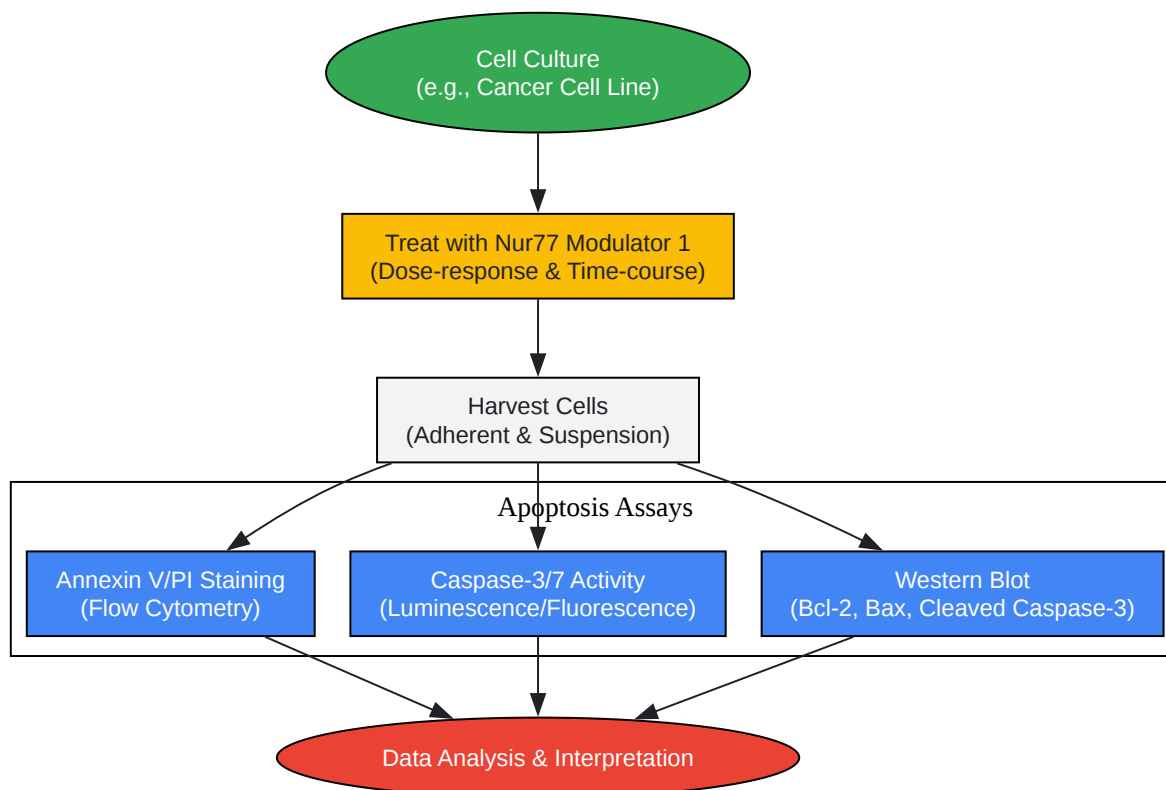 Cell Culture
(e.g., Cancer Cell Line)
Treat with Nur77 Modulator 1
(Dose-response & Time-course)
Harvest Cells
(Adherent & Suspension)
Apoptosis Assays
Annexin V/PI Staining
(Flow Cytometry)
Caspase-3/7 Activity
(Luminescence/Fluorescence)
Western Blot
(Bcl-2, Bax, Cleaved Caspase-3)
Data Analysis & Interpretation